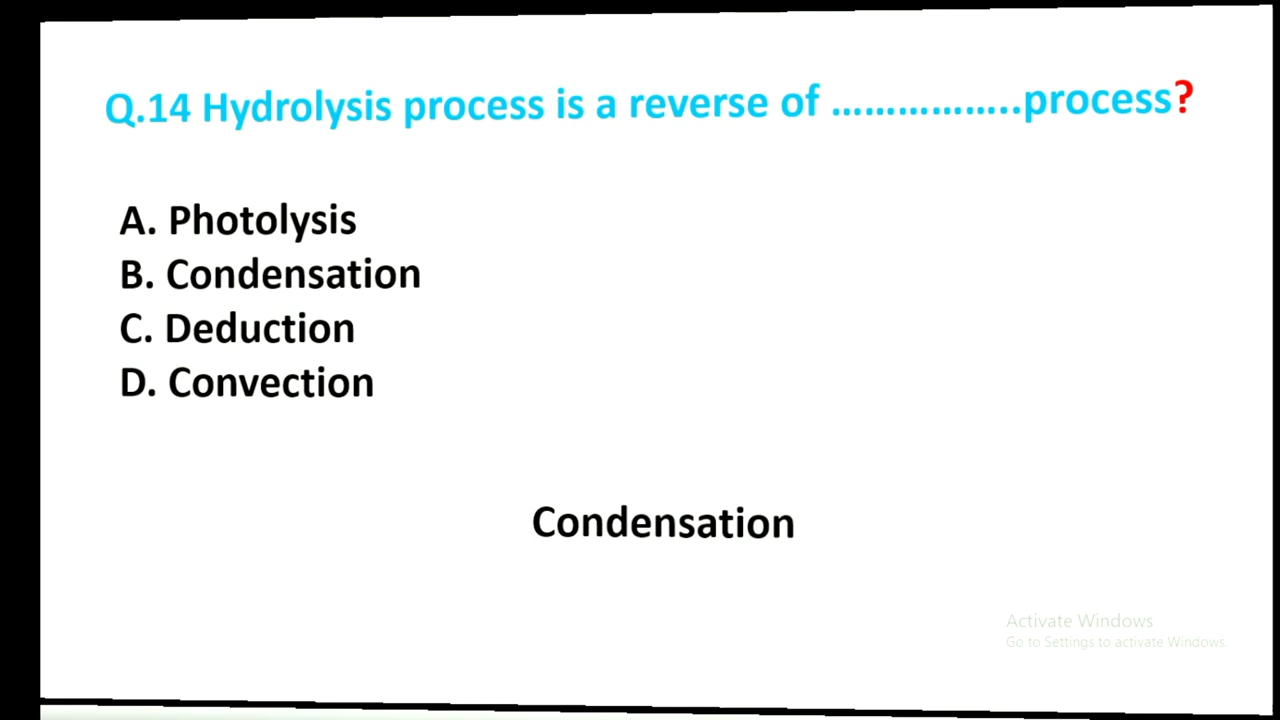 Q.14 Hydrolysis process is a reverse of ……………..process?
A. Photolysis
B. Condensation
C. Deduction
D. Convection
Condensation
Activate Windows
Go to Settings to activate Windows.